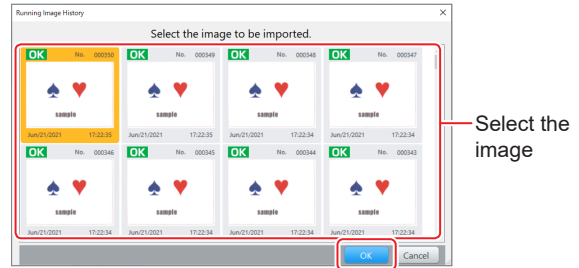 Running Image History
Select the image to be imported.
OK No. 000350 OK No. 000349 OK No. 000348 OK No. 000347
sample sample sample sample
Jun/21/2021 17:22:35 Jun/21/2021 17:22:35 Jun/21/2021 17:22:34 Jun/21/2021 17:22:34
Select the
image
OK No. 000346 OK No. 000345 OK No. 000344 OK No. 000343
sample sample sample sample
Jun/21/2021 17:22:34 Jun/21/2021 17:22:34 Jun/21/2021 17:22:34 Jun/21/2021 17:22:34
OK Cancel